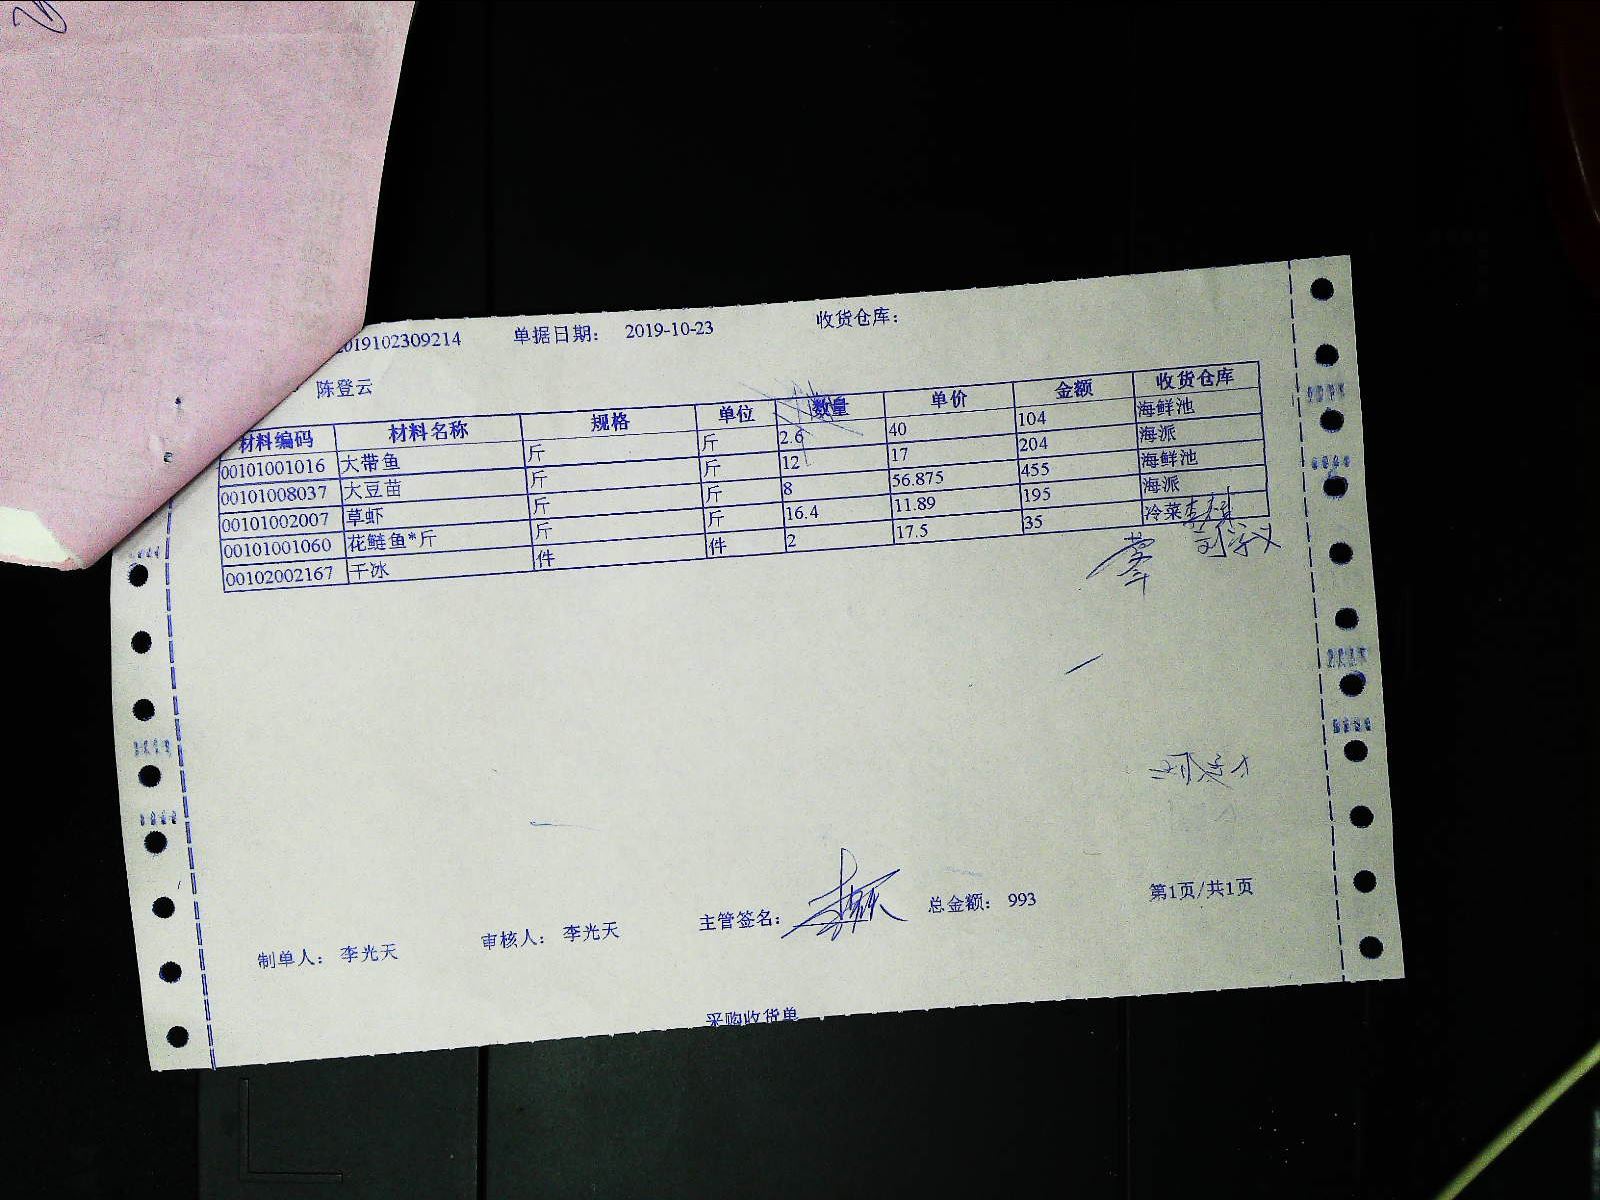 2019102309214 单据日期: 2019-10-23 收货仓库:
陈登云
材料编码 材料名称 规格 单位 数量 单价 金额 收货仓库
00101001016 大带鱼 斤 斤 2.6 40 104 海鲜池
00101008037 大豆苗 斤 斤 12 17 204 海派
00101002007 草虾 斤 斤 8 56.875 455 海鲜池
00101001060 花鲢鱼*斤 斤 斤 16.4 11.89 195 海派
00102002167 干冰 件 件 2 17.5 35 冷菜
制单人: 李光天 审核人: 李光天 主管签名: 总金额: 993 第1页/共1页
采购收货单